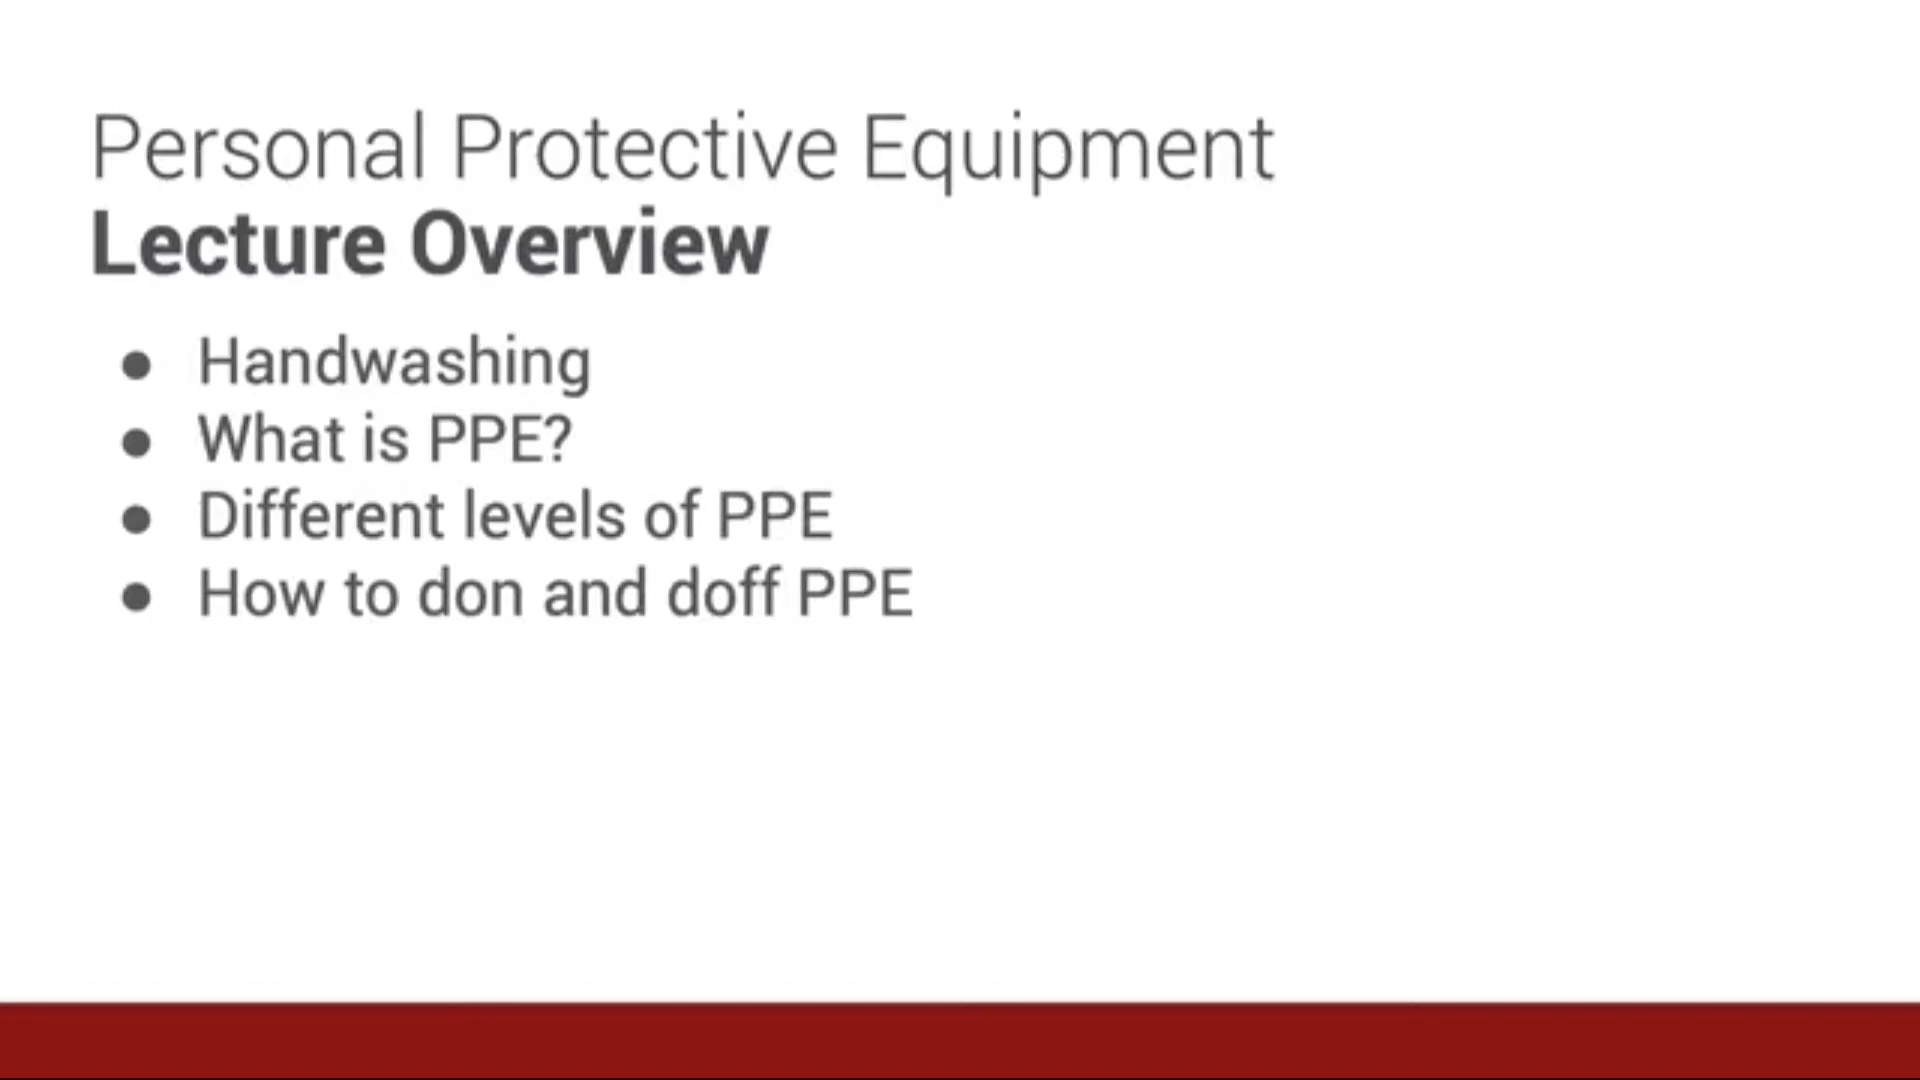 Personal Protective Equipment
Lecture Overview
● Handwashing
● What is PPE?
● Different levels of PPE
● How to don and doff PPE